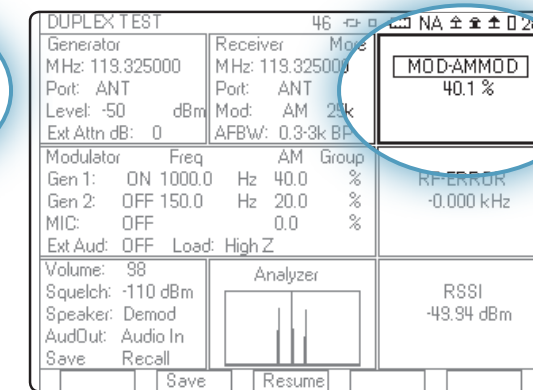 DUPLEX TEST 46 NA
Generator
MHz: 119.325000
Port: ANT
Level: -50 dBm
Ext Attn dB: 0
Receiver More
MHz: 119.325000
Port: ANT
Mod: AM 25k
AFBW: 0.3-3k BP
MOD-AMMOD
40.1 %
Modulator Freq AM Group
Gen 1: ON 1000.0 Hz 40.0 %
Gen 2: OFF 150.0 Hz 20.0 %
MIC: OFF 0.0 %
Ext Aud: OFF Load: High Z
RF-ERROR
-0.000 kHz
Volume: 98
Squelch: -110 dBm
Speaker: Demod
AudOut: Audio In
Save Recall
Analyzer
RSSI
-49.94 dBm
Save Resume